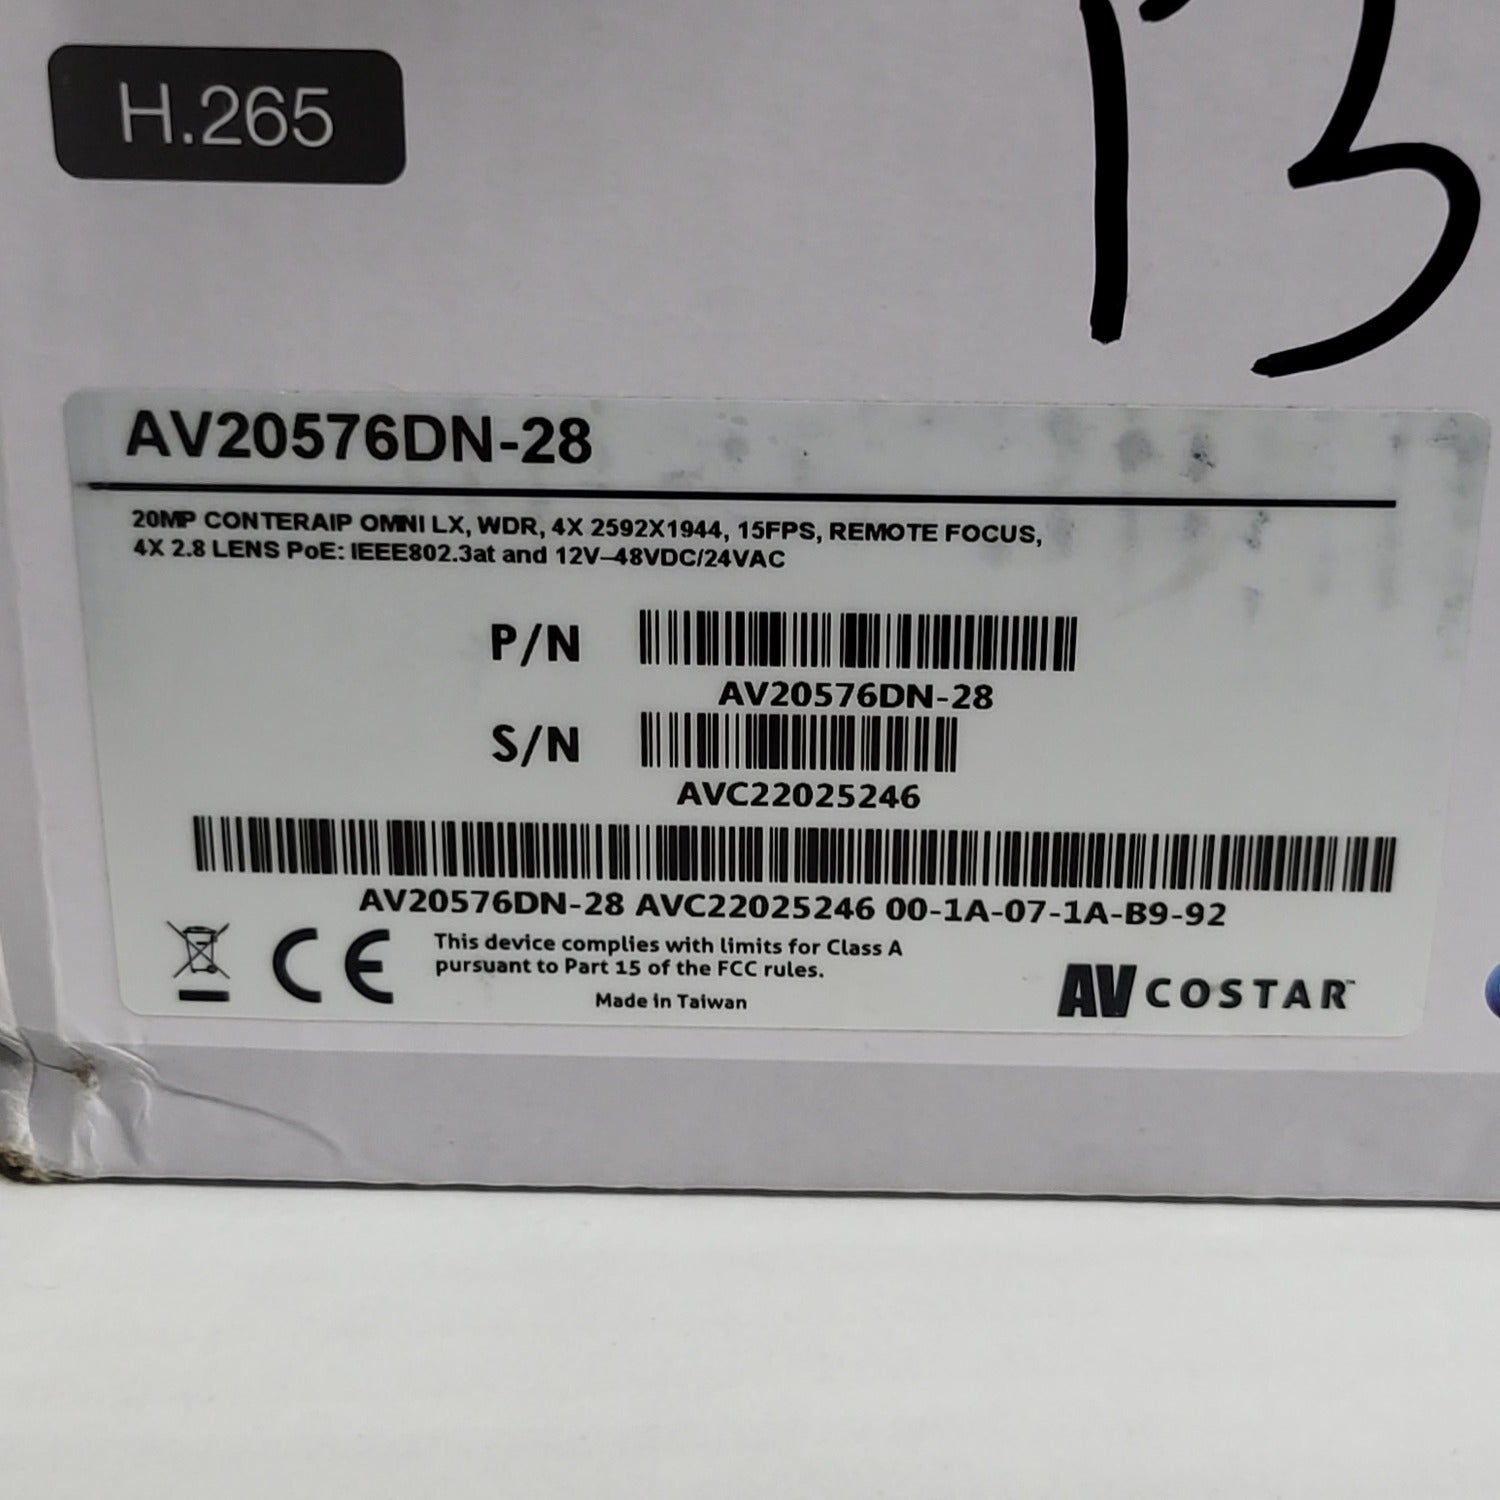 13
H.265
AV20576DN-28
20MP CONTERAIP OMNI LX, WDR, 4X 2592X1944, 15FPS, REMOTE FOCUS,
4X 2.8 LENS PoE: IEEE802.3at and 12V-48VDC/24VAC
P/N
AV20576DN-28
S/N
AVC22025246
AV20576DN-28 AVC22025246 00-1A-07-1A-B9-92
CE
This device complies with limits for Class A
pursuant to Part 15 of the FCC rules.
Made in Taiwan
AV COSTAR™